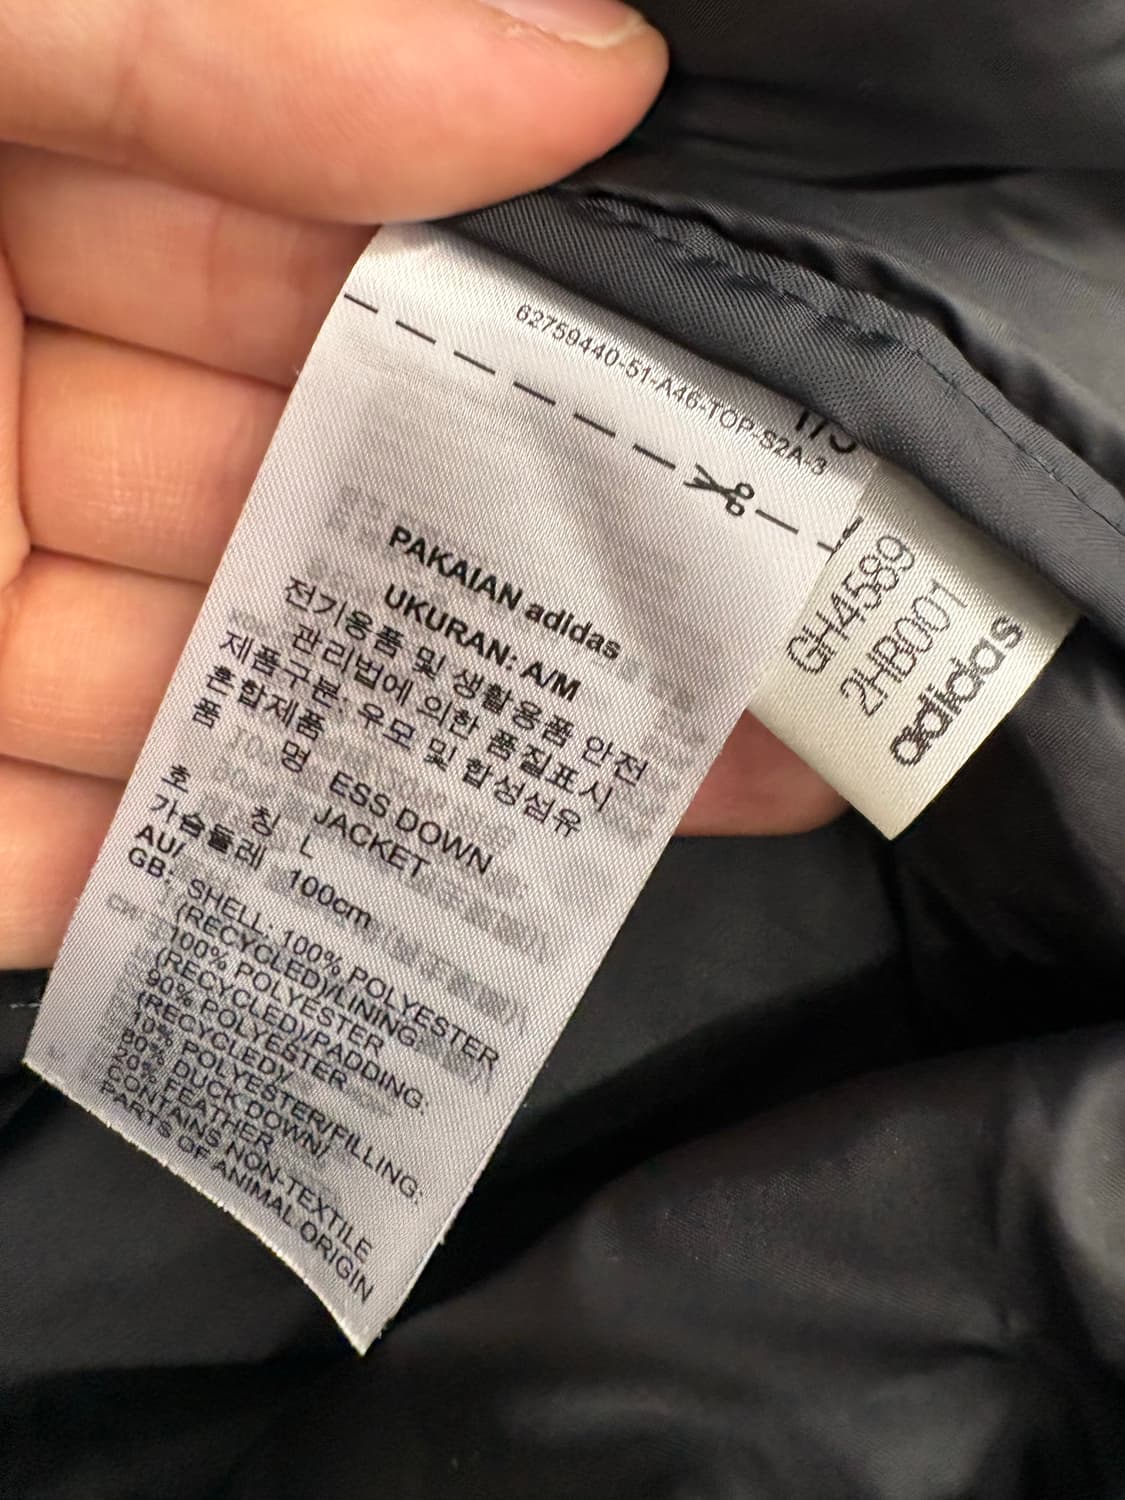 62759440-51-A46-TOP-S2A-3
PAKAIAN adidas
UKURAN: A/M
전기용품 및 생활용품 안전
관리법에 의한 품질표시
제품구분: 우모 및 합성섬유
혼합제품
품 명 ESS DOWN
JACKET
호 칭 L
가슴둘레 100cm
AU/
GB: SHELL: 100% POLYESTER
(RECYCLED)/LINING:
100% POLYESTER
(RECYCLED)/PADDING:
90% POLYESTER
(RECYCLED)/
10% POLYESTER/FILLING:
80% DUCK DOWN/
20% FEATHER
CONTAINS NON-TEXTILE
PARTS OF ANIMAL ORIGIN
GH4589
2HB001
adidas